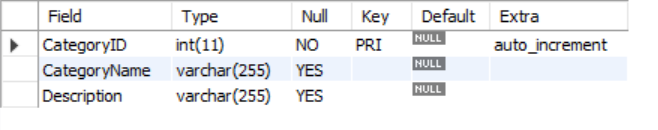 Field Type Null Key Default Extra
CategoryID int(11) NO PRI NULL auto_increment
CategoryName varchar(255) YES NULL
Description varchar(255) YES NULL